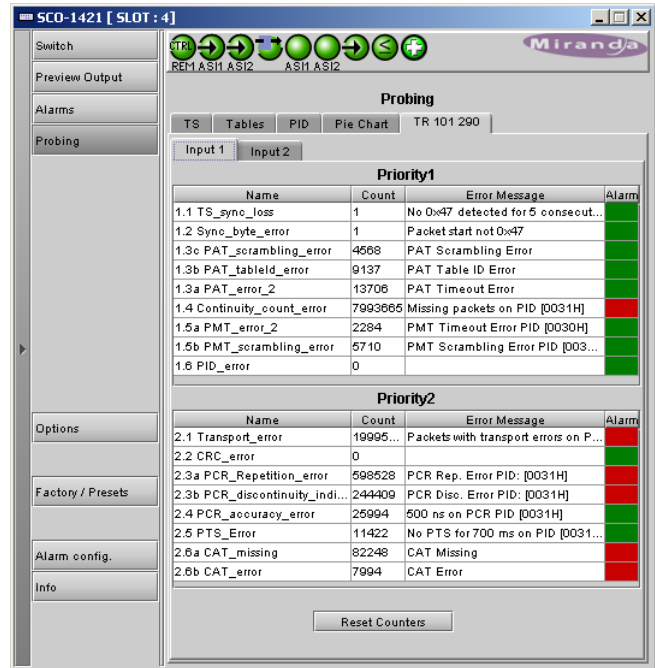 SCO-1421 [ SLOT : 4]
Switch
Preview Output
Alarms
Probing
Options
Factory / Presets
Alarm config.
Info
CTRL
REM ASI1 ASI2 ASI1 ASI2
Miranda
Probing
TS Tables PID Pie Chart TR 101 290
Input 1 Input 2
Priority1
Name Count Error Message Alarm
1.1 TS_sync_loss 1 No 0x47 detected for 5 consecut...
1.2 Sync_byte_error 1 Packet start not 0x47
1.3c PAT_scrambling_error 4568 PAT Scrambling Error
1.3b PAT_tableId_error 9137 PAT Table ID Error
1.3a PAT_error_2 13706 PAT Timeout Error
1.4 Continuity_count_error 7993665 Missing packets on PID [0031H]
1.5a PMT_error_2 2284 PMT Timeout Error PID [0030H]
1.5b PMT_scrambling_error 5710 PMT Scrambling Error PID [003...
1.6 PID_error 0
Priority2
Name Count Error Message Alarm
2.1 Transport_error 19995... Packets with transport errors on P...
2.2 CRC_error 0
2.3a PCR_Repetition_error 598528 PCR Rep. Error PID: [0031H]
2.3b PCR_discontinuity_indi... 244409 PCR Disc. Error PID: [0031H]
2.4 PCR_accuracy_error 25994 500 ns on PCR PID [0031H]
2.5 PTS_Error 11422 No PTS for 700 ms on PID [0031...
2.6a CAT_missing 82248 CAT Missing
2.6b CAT_error 7994 CAT Error
Reset Counters